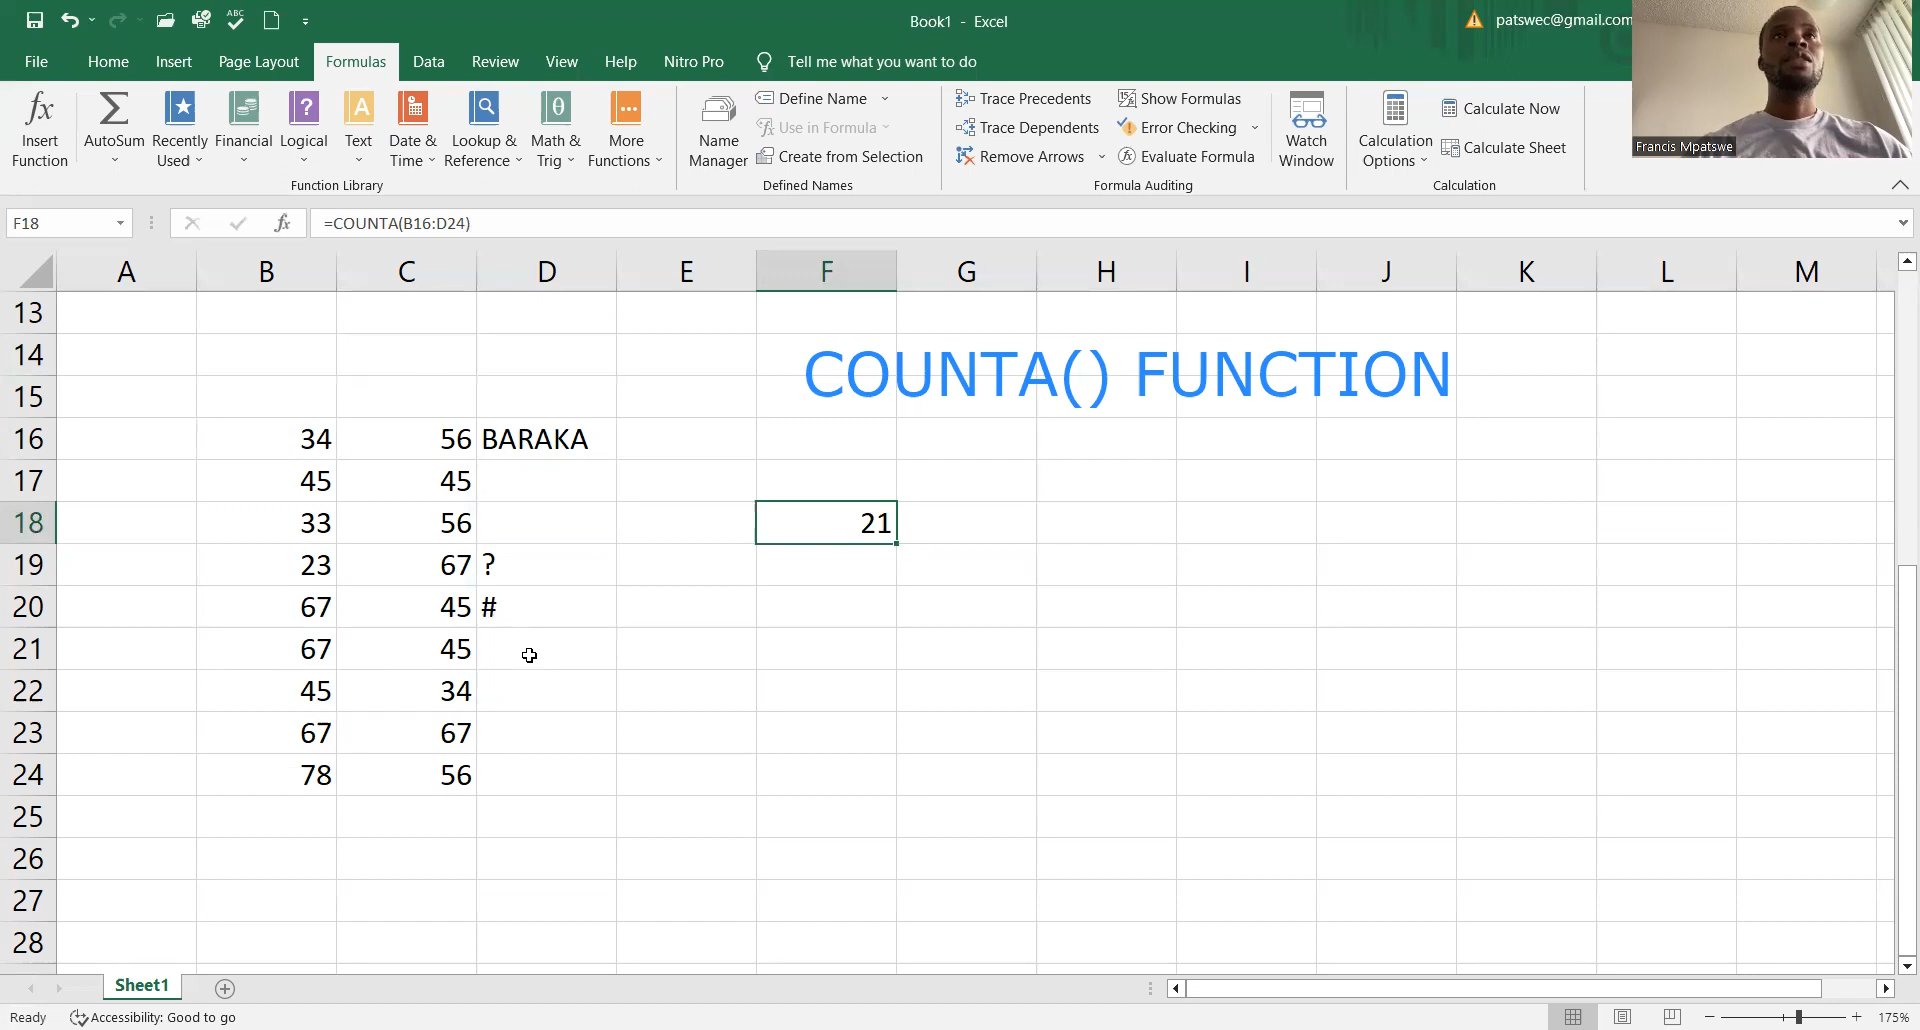 Book1 - Excel
patswec@gmail.com
File Home Insert Page Layout Formulas Data Review View Help Nitro Pro Tell me what you want to do
fx Insert Function
Σ AutoSum
Recently Used
Financial
Logical
A Text
Date & Time
Lookup & Reference
θ Math & Trig
More Functions
Function Library
Name Manager
Define Name
Use in Formula
Create from Selection
Defined Names
Trace Precedents
Trace Dependents
Remove Arrows
Show Formulas
Error Checking
Evaluate Formula
Formula Auditing
Watch Window
Calculation Options
Calculate Now
Calculate Sheet
Calculation
Francis Mpatswe
F18 fx =COUNTA(B16:D24)
A B C D E F G H I J K L M
13
14
COUNTA() FUNCTION
15
16 34 56 BARAKA
17 45 45
18 33 56 21
19 23 67 ?
20 67 45 #
21 67 45
22 45 34
23 67 67
24 78 56
25
26
27
28
Sheet1
Ready Accessibility: Good to go 175%